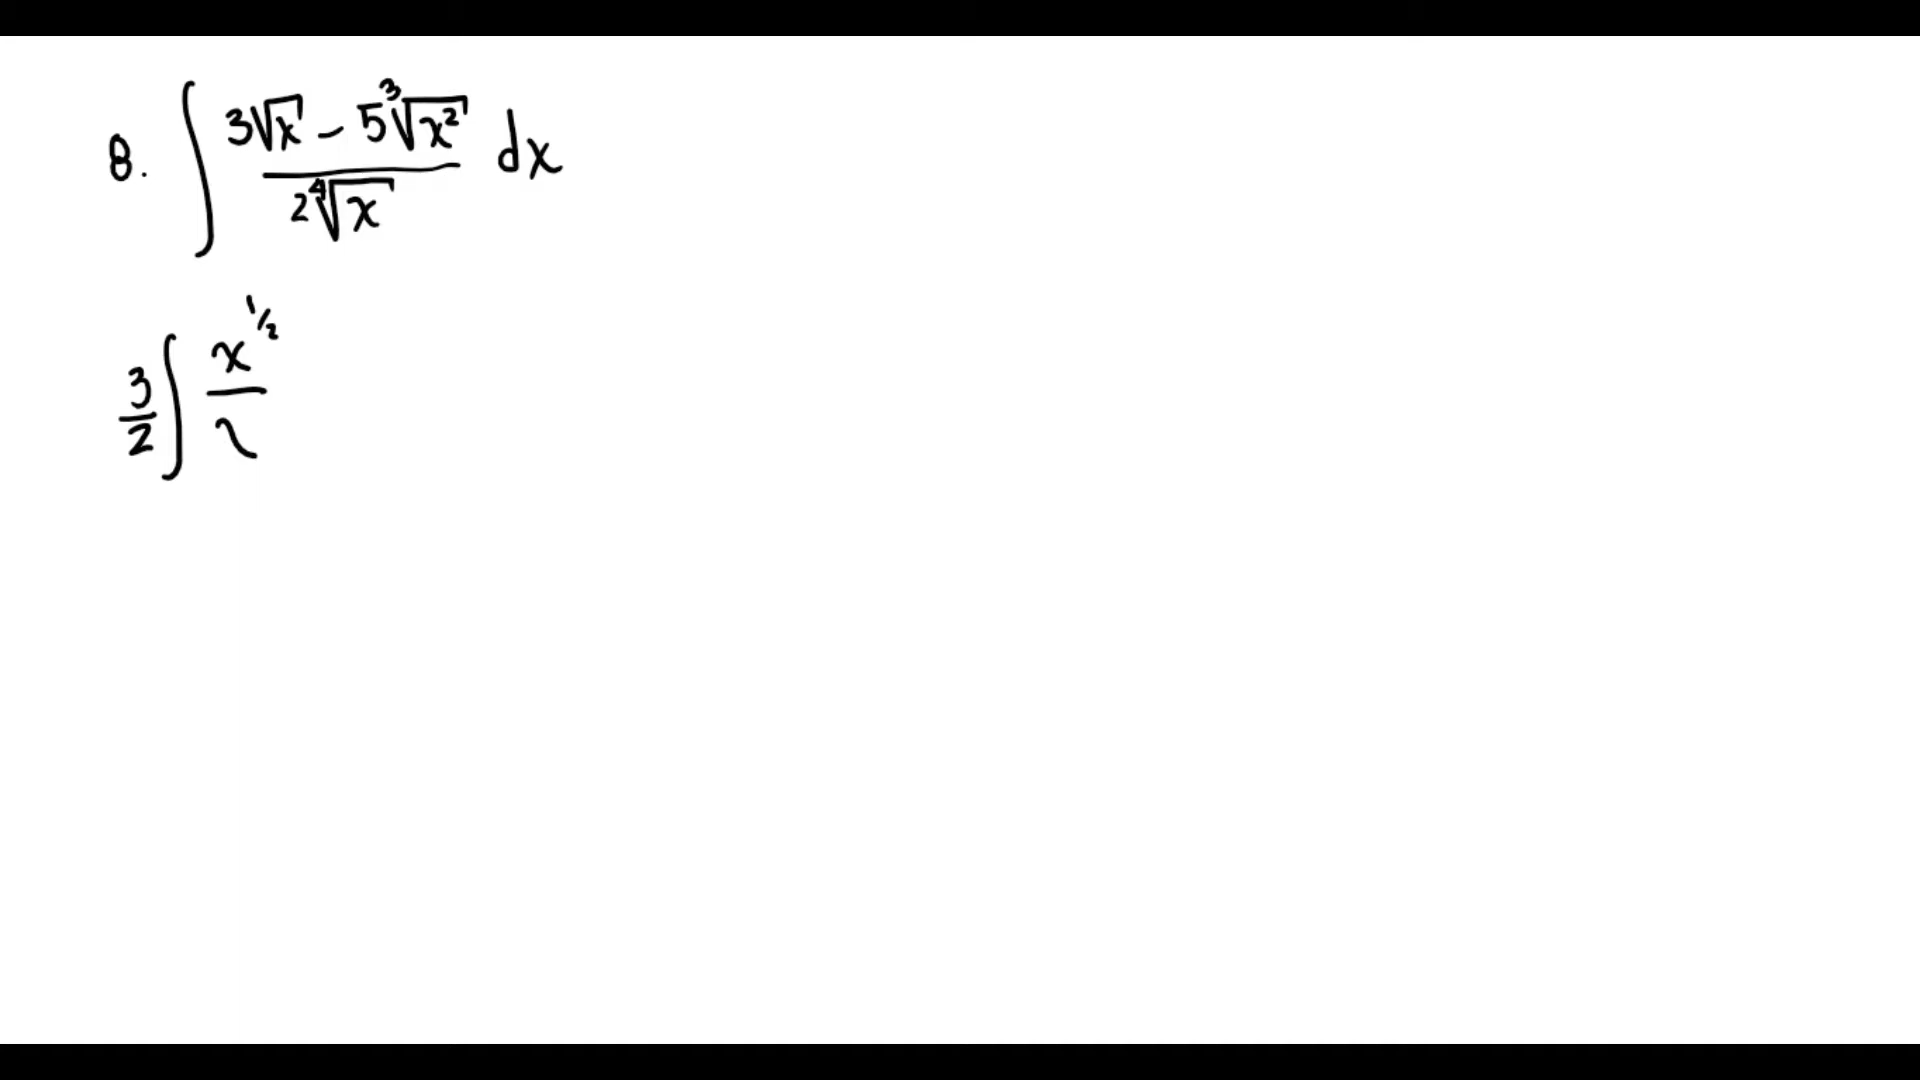 8. ∫ (3√x - 5∛x²)/(2∜x) dx
3/2 ∫ x^(1/2)/